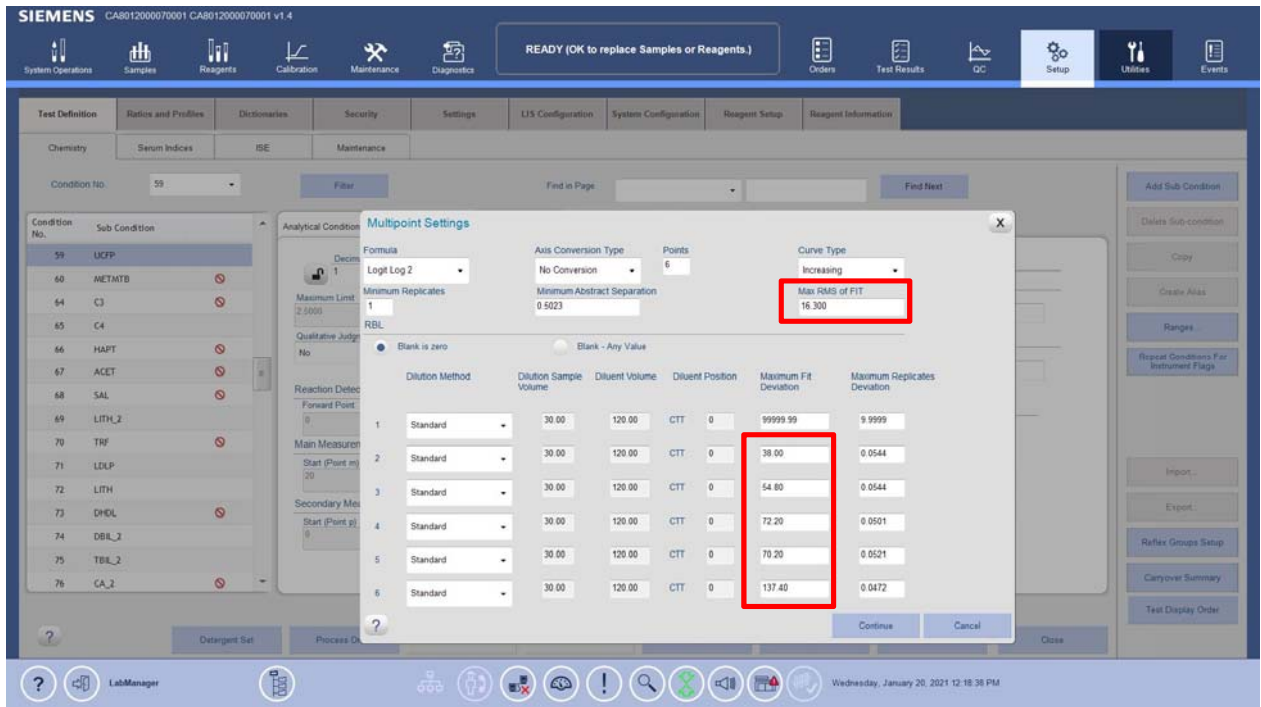 SIEMENS CA8012000070001 CA8012000070001 v1.4
System Operations Samples Reagents Calibration Maintenance Diagnostics
READY (OK to replace Samples or Reagents.)
Orders Test Results QC Setup Utilities Events
Test Definition Ratios and Profiles Dictionaries Security Settings LIS Configuration System Configuration Reagent Setup Reagent Information
Chemistry Serum Indices ISE Maintenance
Condition No. 59 Filter Find in Page Find Next
Add Sub Condition
Delete Sub-condition
Copy
Create Alias
Ranges...
Repeat Conditions For Instrument Flags
Import...
Export...
Reflex Groups Setup
Carryover Summary
Test Display Order
Condition No. Sub Condition
59 UCFP
60 METMTB
64 C3
65 C4
66 HAPT
67 ACET
68 SAL
69 LITH_2
70 TRF
71 LDLP
72 LITH
73 DHDL
74 DBIL_2
75 TBIL_2
76 CA_2
Analytical Condition
Decim
1
Maximum Limit
2.5000
Qualitative Judgm
No
Reaction Detec
Forward Point
0
Main Measurem
Start (Point m)
20
Secondary Mea
Start (Point p)
0
Multipoint Settings X
Formula Axis Conversion Type Points Curve Type
Logit Log 2 No Conversion 6 Increasing
Minimum Replicates Minimum Abstract Separation Max RMS of FIT
1 0.5023 16.300
RBL
Blank is zero Blank - Any Value
Dilution Method Dilution Sample Volume Diluent Volume Diluent Position Maximum Fit Deviation Maximum Replicates Deviation
1 Standard 30.00 120.00 CTT 0 99999.99 9.9999
2 Standard 30.00 120.00 CTT 0 38.00 0.0544
3 Standard 30.00 120.00 CTT 0 54.80 0.0544
4 Standard 30.00 120.00 CTT 0 72.20 0.0501
5 Standard 30.00 120.00 CTT 0 70.20 0.0521
6 Standard 30.00 120.00 CTT 0 137.40 0.0472
? Continue Cancel
? Detergent Set Process De Close
? LabManager Wednesday, January 20, 2021 12:18:38 PM